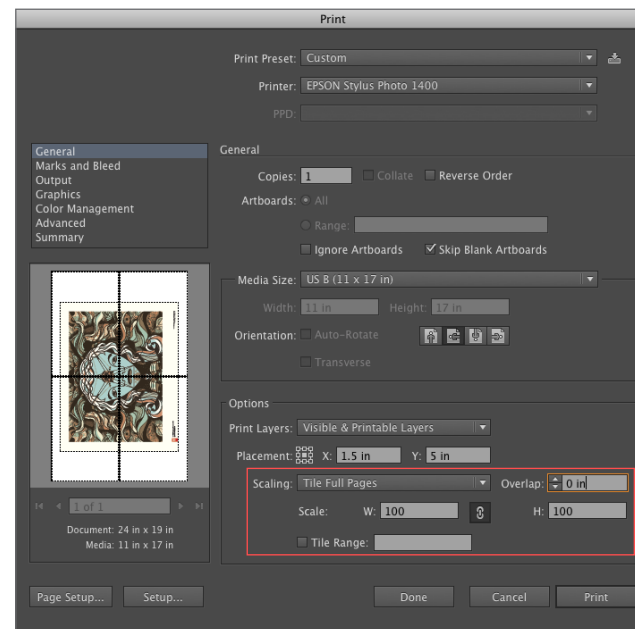 Print
Print Preset: Custom
Printer: EPSON Stylus Photo 1400
PPD:
General
Marks and Bleed
Output
Graphics
Color Management
Advanced
Summary
General
Copies: 1 Collate Reverse Order
Artboards: All
Range:
Ignore Artboards Skip Blank Artboards
Media Size: US B (11 x 17 in)
Width: 11 in Height: 17 in
Orientation: Auto-Rotate
Transverse
Options
Print Layers: Visible & Printable Layers
Placement: X: 1.5 in Y: 5 in
Scaling: Tile Full Pages Overlap: 0 in
Scale: W: 100 H: 100
Tile Range:
1 of 1
Document: 24 in x 19 in
Media: 11 in x 17 in
Page Setup... Setup... Done Cancel Print